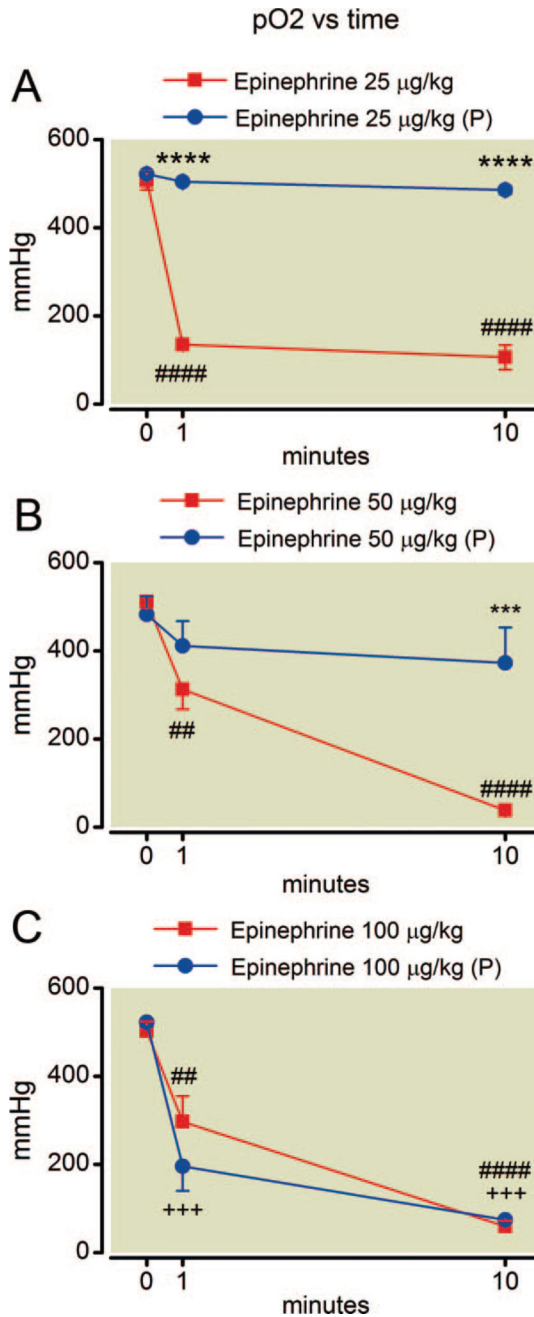 pO2 vs time
A
Epinephrine 25 μg/kg
Epinephrine 25 μg/kg (P)
600
400
200
0
mmHg
****
****
####
####
0 1 10
minutes
B
Epinephrine 50 μg/kg
Epinephrine 50 μg/kg (P)
600
400
200
0
mmHg
***
##
####
0 1 10
minutes
C
Epinephrine 100 μg/kg
Epinephrine 100 μg/kg (P)
600
400
200
0
mmHg
##
+++
####
+++
0 1 10
minutes